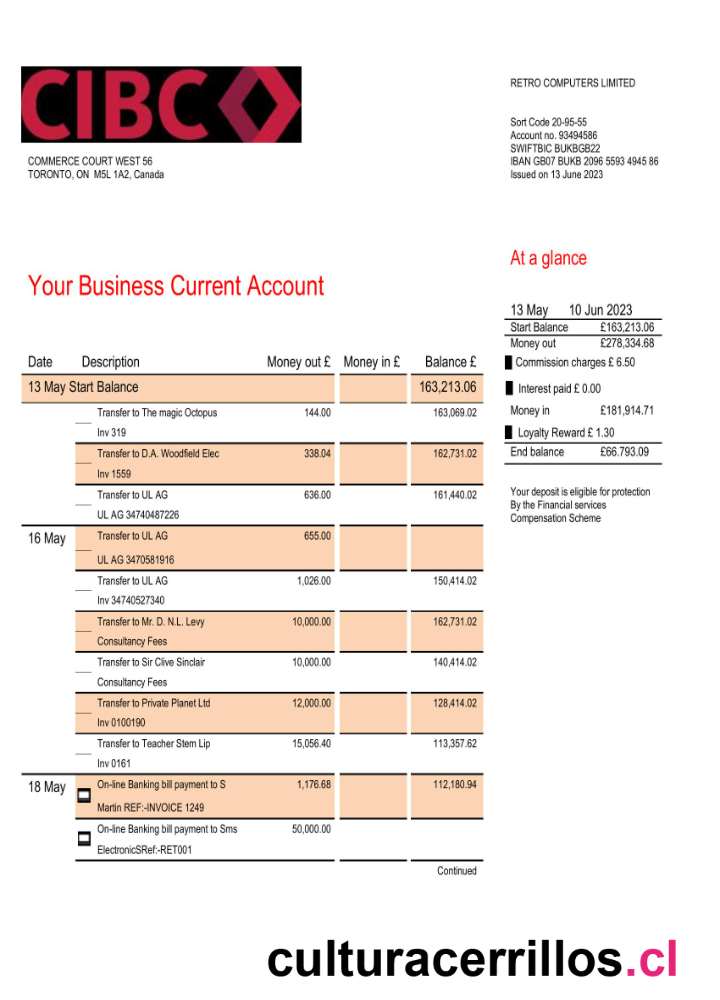 CIBC
RETRO COMPUTERS LIMITED
Sort Code 20-95-55
Account no. 93494586
SWIFTBIC BUKBGB22
IBAN GB07 BUKB 2096 5593 4945 86
Issued on 13 June 2023
COMMERCE COURT WEST 56
TORONTO, ON M5L 1A2, Canada
Your Business Current Account
Date Description Money out £ Money in £ Balance £
13 May Start Balance 163,213.06
Transfer to The magic Octopus 144.00 163,069.02
Inv 319
Transfer to D.A. Woodfield Elec 338.04 162,731.02
Inv 1559
Transfer to UL AG 636.00 161,440.02
UL AG 34740487226
16 May Transfer to UL AG 655.00
UL AG 3470581916
Transfer to UL AG 1,026.00 150,414.02
Inv 34740527340
Transfer to Mr. D. N.L. Levy 10,000.00 162,731.02
Consultancy Fees
Transfer to Sir Clive Sinclair 10,000.00 140,414.02
Consultancy Fees
Transfer to Private Planet Ltd 12,000.00 128,414.02
Inv 0100190
Transfer to Teacher Stem Lip 15,056.40 113,357.62
Inv 0161
18 May On-line Banking bill payment to S 1,176.68 112,180.94
Martin REF:-INVOICE 1249
On-line Banking bill payment to Sms 50,000.00
ElectronicSRef:-RET001
Continued
At a glance
13 May 10 Jun 2023
Start Balance £163,213.06
Money out £278,334.68
Commission charges £ 6.50
Interest paid £ 0.00
Money in £181,914.71
Loyalty Reward £ 1.30
End balance £66.793.09
Your deposit is eligible for protection
By the Financial services
Compensation Scheme
culturacerrillos.cl